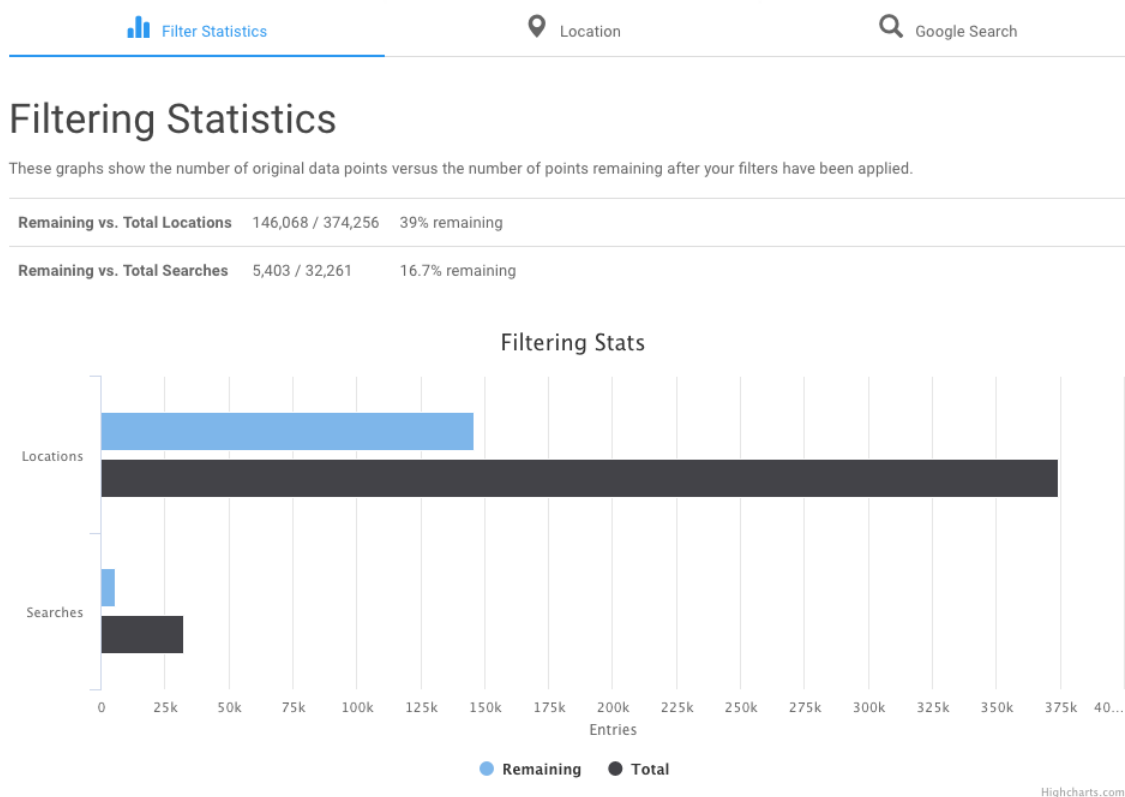 Filter Statistics Location Google Search
Filtering Statistics
These graphs show the number of original data points versus the number of points remaining after your filters have been applied.
Remaining vs. Total Locations 146,068 / 374,256 39% remaining
Remaining vs. Total Searches 5,403 / 32,261 16.7% remaining
Filtering Stats
Locations
Searches
0 25k 50k 75k 100k 125k 150k 175k 200k 225k 250k 275k 300k 325k 350k 375k 40...
Entries
Remaining Total
Highcharts.com